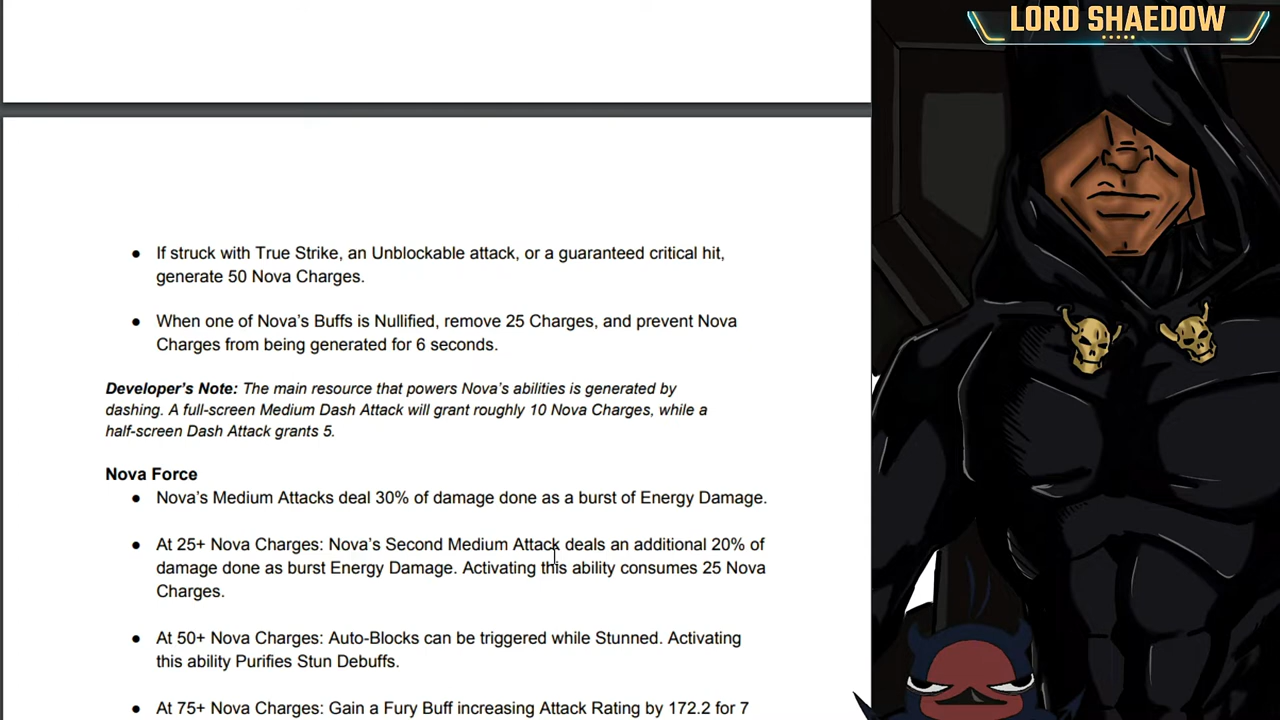 LORD SHAEDOW
● If struck with True Strike, an Unblockable attack, or a guaranteed critical hit,
generate 50 Nova Charges.
● When one of Nova's Buffs is Nullified, remove 25 Charges, and prevent Nova
Charges from being generated for 6 seconds.
Developer's Note: The main resource that powers Nova's abilities is generated by
dashing. A full-screen Medium Dash Attack will grant roughly 10 Nova Charges, while a
half-screen Dash Attack grants 5.
Nova Force
● Nova's Medium Attacks deal 30% of damage done as a burst of Energy Damage.
● At 25+ Nova Charges: Nova's Second Medium Attack deals an additional 20% of
damage done as burst Energy Damage. Activating this ability consumes 25 Nova
Charges.
● At 50+ Nova Charges: Auto-Blocks can be triggered while Stunned. Activating
this ability Purifies Stun Debuffs.
● At 75+ Nova Charges: Gain a Fury Buff increasing Attack Rating by 172.2 for 7